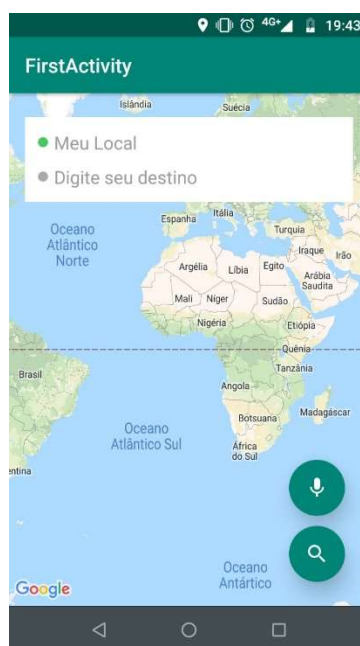 4G+ 19:43
FirstActivity
Islândia
Suécia
Meu Local
Digite seu destino
Espanha
Itália
Turquia
Oceano
Atlântico
Norte
Iraque
Irão
Argélia
Líbia
Egito
Arábia
Saudita
Mali
Níger
Sudão
Nigéria
Etiópia
Quênia
Tanzânia
Brasil
Angola
Botsuana
Madagáscar
Oceano
Atlântico Sul
África
do Sul
entina
Oceano
Antártico
Google